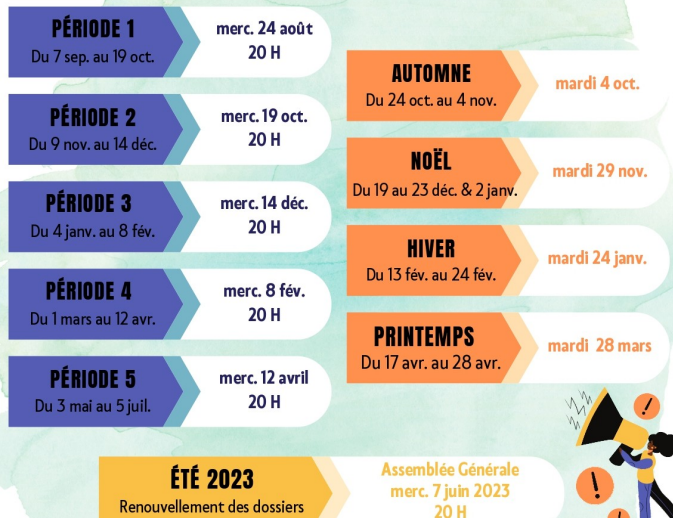 PÉRIODE 1
Du 7 sep. au 19 oct.
merc. 24 août
20 H
PÉRIODE 2
Du 9 nov. au 14 déc.
merc. 19 oct.
20 H
PÉRIODE 3
Du 4 janv. au 8 fév.
merc. 14 déc.
20 H
PÉRIODE 4
Du 1 mars au 12 avr.
merc. 8 fév.
20 H
PÉRIODE 5
Du 3 mai au 5 juil.
merc. 12 avril
20 H
AUTOMNE
Du 24 oct. au 4 nov.
mardi 4 oct.
NOËL
Du 19 au 23 déc. & 2 janv.
mardi 29 nov.
HIVER
Du 13 fév. au 24 fév.
mardi 24 janv.
PRINTEMPS
Du 17 avr. au 28 avr.
mardi 28 mars
ÉTÉ 2023
Renouvellement des dossiers
Assemblée Générale
merc. 7 juin 2023
20 H